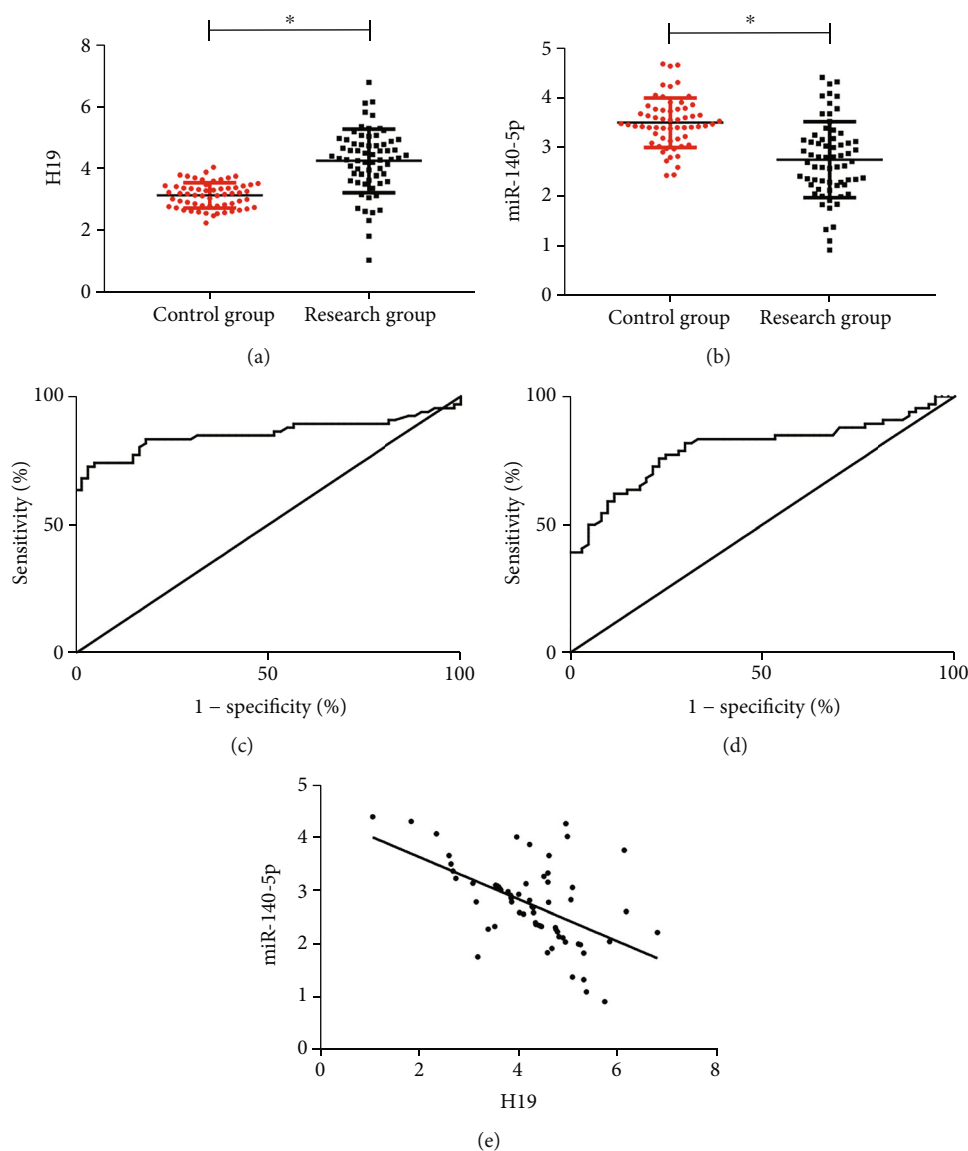 *
8
6
4
2
0
H19
Control group
Research group
(a)
*
5
4
3
2
1
0
miR-140-5p
Control group
Research group
(b)
100
50
0
Sensitivity (%)
0
50
100
1 − specificity (%)
(c)
100
50
0
Sensitivity (%)
0
50
100
1 − specificity (%)
(d)
5
4
3
2
1
0
miR-140-5p
0
2
4
6
8
H19
(e)